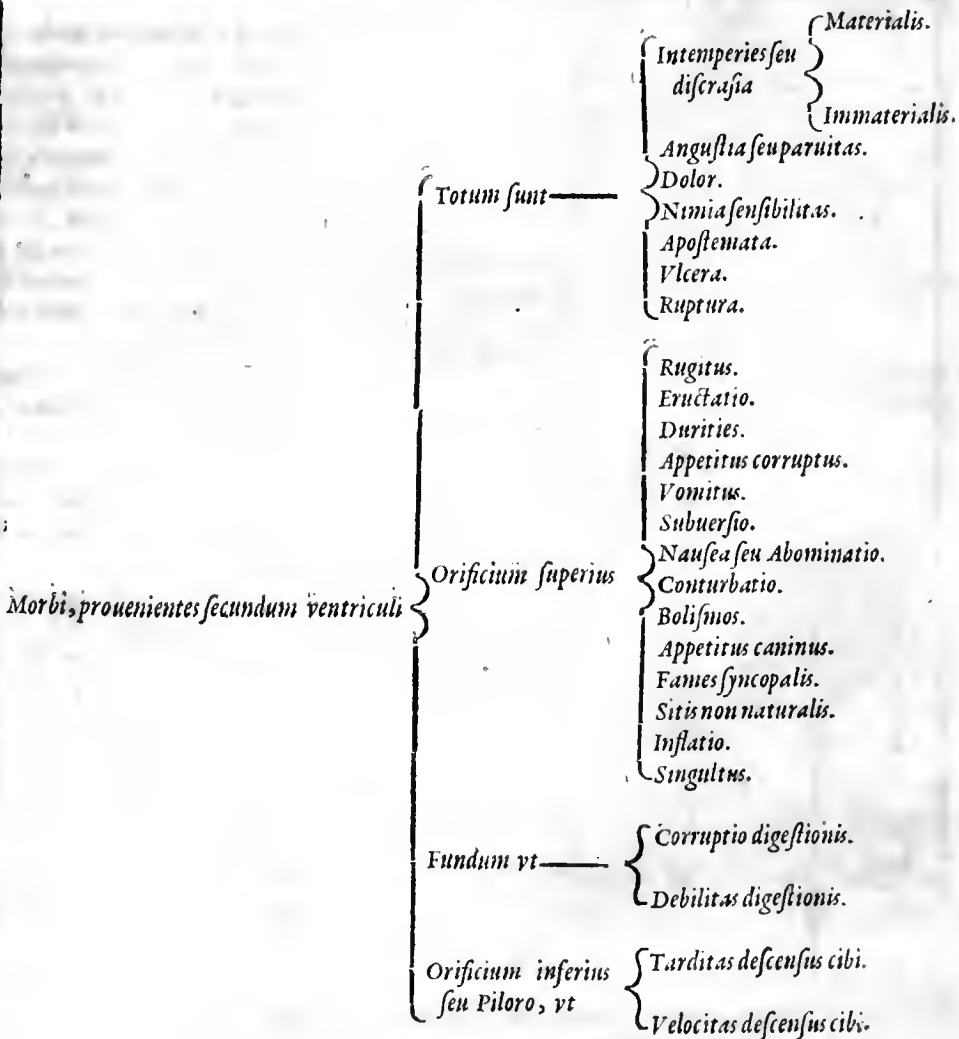 Materialis.
Intemperies ſeu
diſcraſia
Immaterialis.
Anguſtia ſeu paruitas.
Totum ſunt
Dolor.
Nimia ſenſibilitas.
Apoſtemata.
Vlcera.
Ruptura.
Rugitus.
Eructatio.
Durities.
Appetitus corruptus.
Vomitus.
Subuerſio.
Orificium ſuperius
Nauſea ſeu Abominatio.
Conturbatio.
Morbi, prouenientes ſecundum ventriculi
Boliſmos.
Appetitus caninus.
Fames ſyncopalis.
Sitis non naturalis.
Inflatio.
Singultus.
Fundum vt
Corruptio digeſtionis.
Debilitas digeſtionis.
Orificium inferius
ſeu Piloro, vt
Tarditas deſcenſus cibi.
Velocitas deſcenſus cibi.